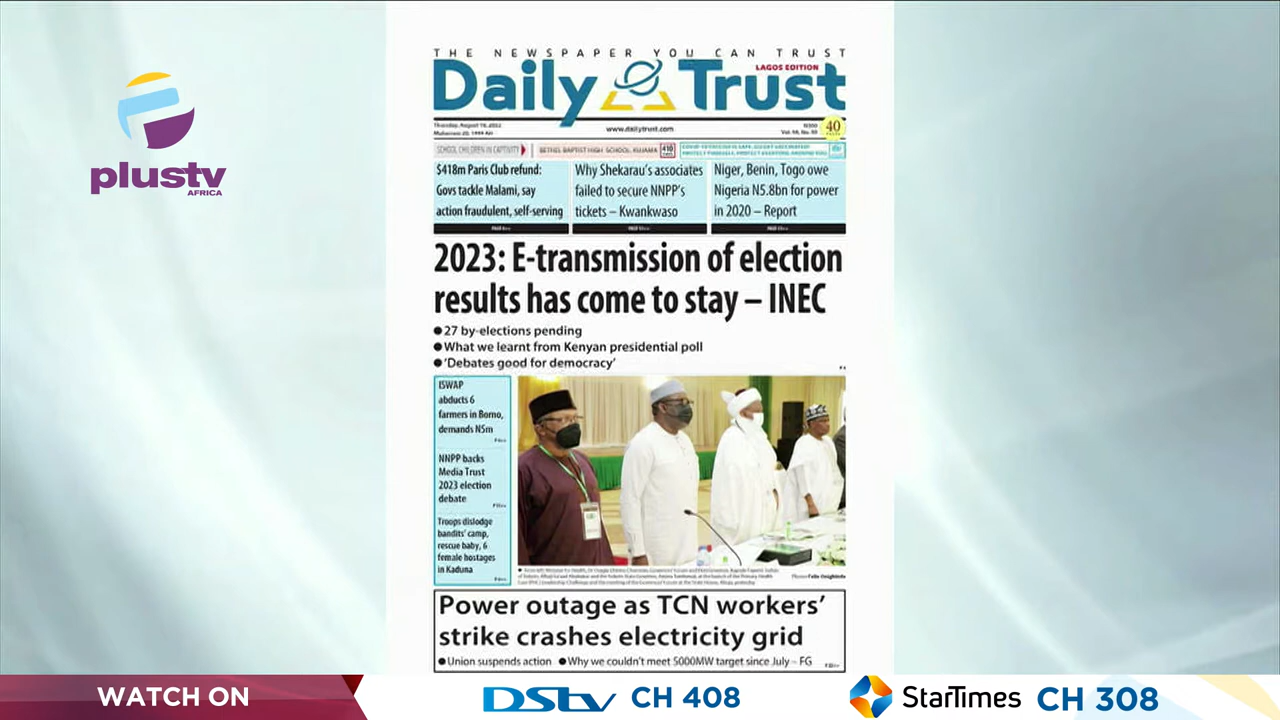 THE NEWSPAPER YOU CAN TRUST
Daily Trust
LAGOS EDITION
Thursday, August 18, 2022
www.dailytrust.com
40
plustv
AFRICA
SCHOOL CHILDREN IN CAPTIVITY
BETHEL BAPTIST HIGH SCHOOL, KUJAMA
$418m Paris Club refund:
Govs tackle Malami, say
action fraudulent, self-serving
Why Shekarau's associates
failed to secure NNPP's
tickets – Kwankwaso
Niger, Benin, Togo owe
Nigeria N5.8bn for power
in 2020 – Report
2023: E-transmission of election
results has come to stay – INEC
● 27 by-elections pending
● What we learnt from Kenyan presidential poll
● 'Debates good for democracy'
ISWAP
abducts 6
farmers in Borno,
demands N5m
NNPP backs
Media Trust
2023 election
debate
Troops dislodge
bandits' camp,
rescue baby, 6
female hostages
in Kaduna
Power outage as TCN workers'
strike crashes electricity grid
● Union suspends action ● Why we couldn't meet 5000MW target since July – FG
WATCH ON
DStv CH 408
StarTimes CH 308